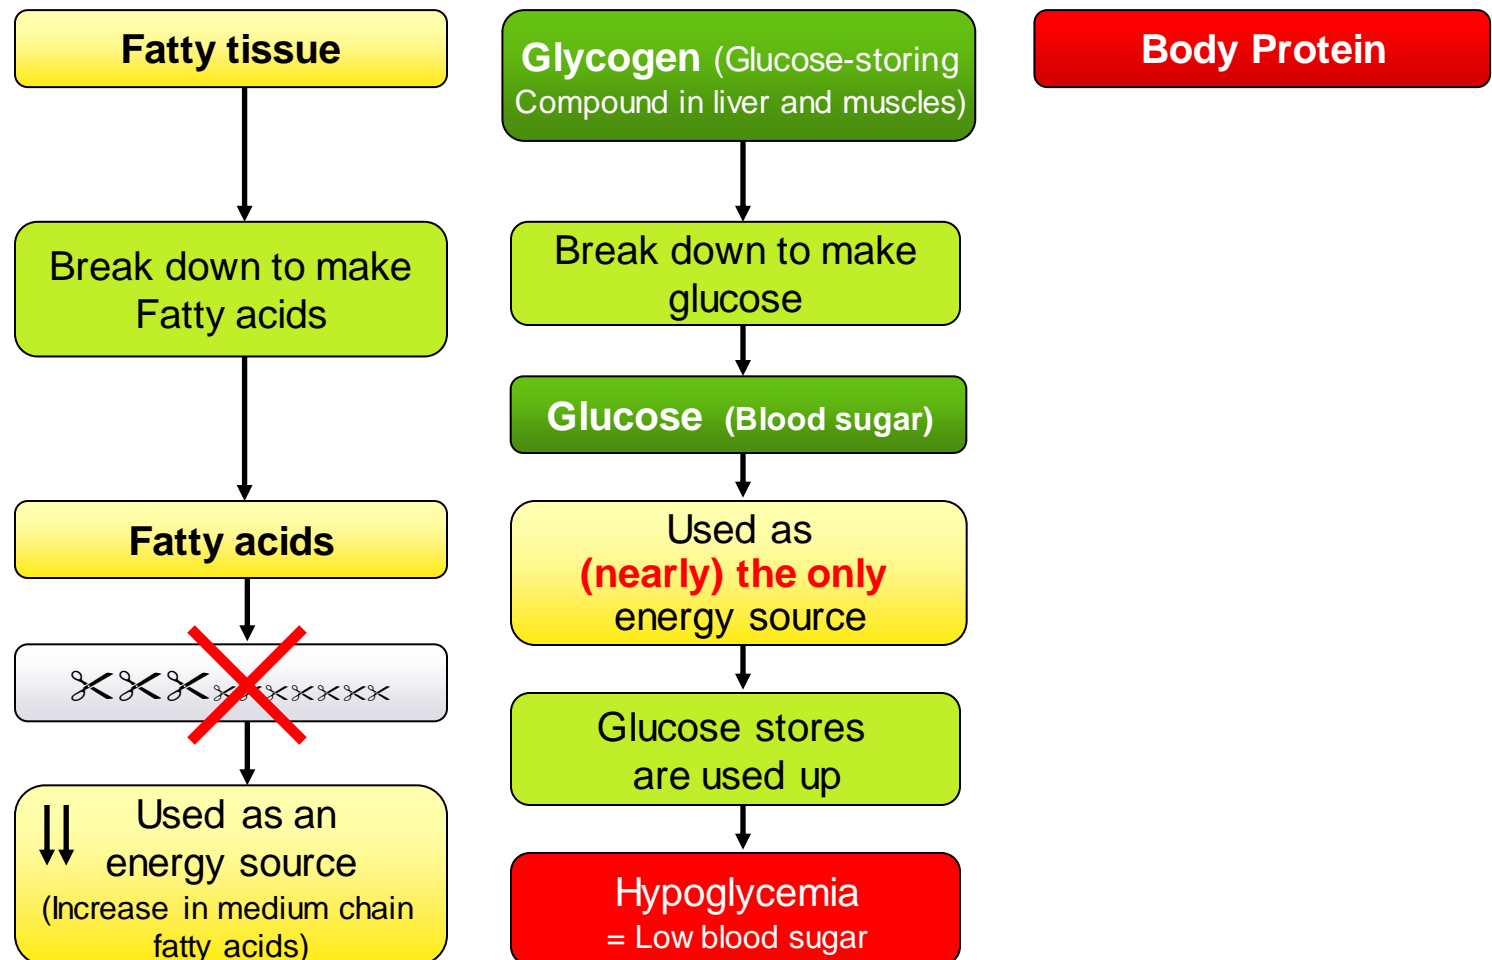 Fatty tissue
Break down to make
Fatty acids
Fatty acids
Used as an
energy source
(Increase in medium chain
fatty acids)
Glycogen (Glucose-storing
Compound in liver and muscles)
Break down to make
glucose
Glucose (Blood sugar)
Used as
(nearly) the only
energy source
Glucose stores
are used up
Hypoglycemia
= Low blood sugar
Body Protein